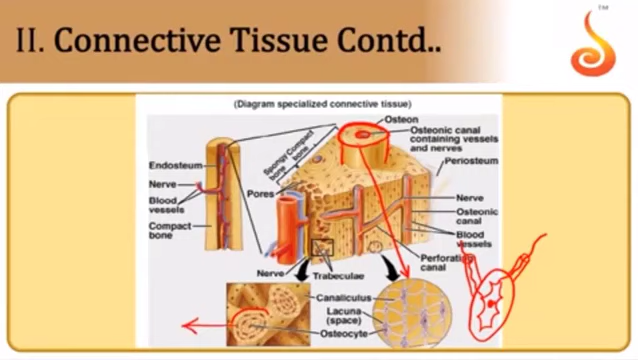 II. Connective Tissue Contd..
TM
(Diagram specialized connective tissue)
Osteon
Osteonic canal
containing vessels
and nerves
Periosteum
Spongy bone
Compact bone
Endosteum
Nerve
Blood
vessels
Compact
bone
Pores
Nerve
Osteonic
canal
Blood
vessels
Perforating
canal
Nerve
Trabeculae
Canaliculus
Lacuna
(space)
Osteocyte